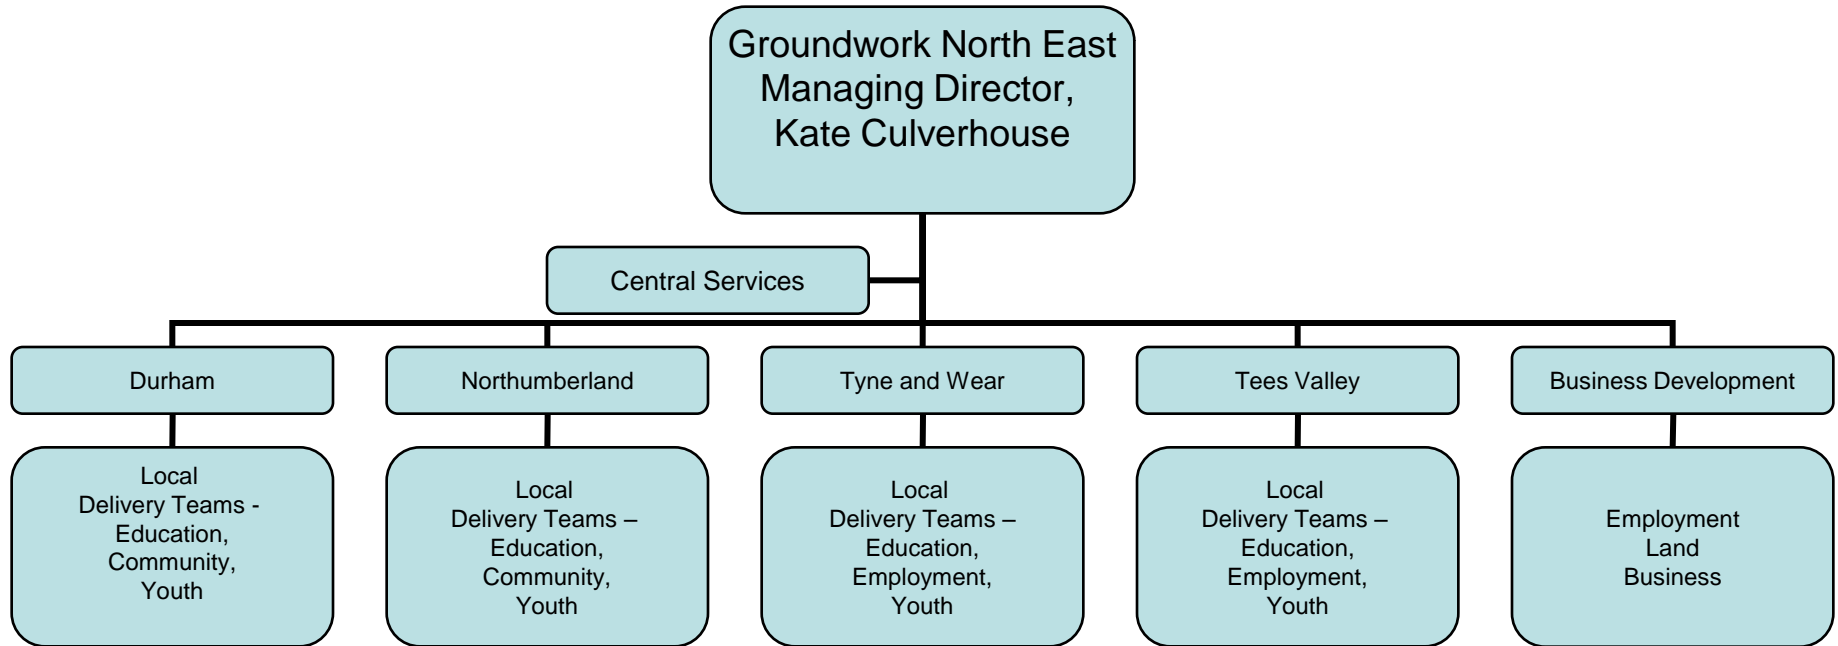 Groundwork North East
Managing Director,
Kate Culverhouse
Central Services
Durham
Northumberland
Tyne and Wear
Tees Valley
Business Development
Local
Delivery Teams -
Education,
Community,
Youth
Local
Delivery Teams –
Education,
Community,
Youth
Local
Delivery Teams –
Education,
Employment,
Youth
Local
Delivery Teams –
Education,
Employment,
Youth
Employment
Land
Business